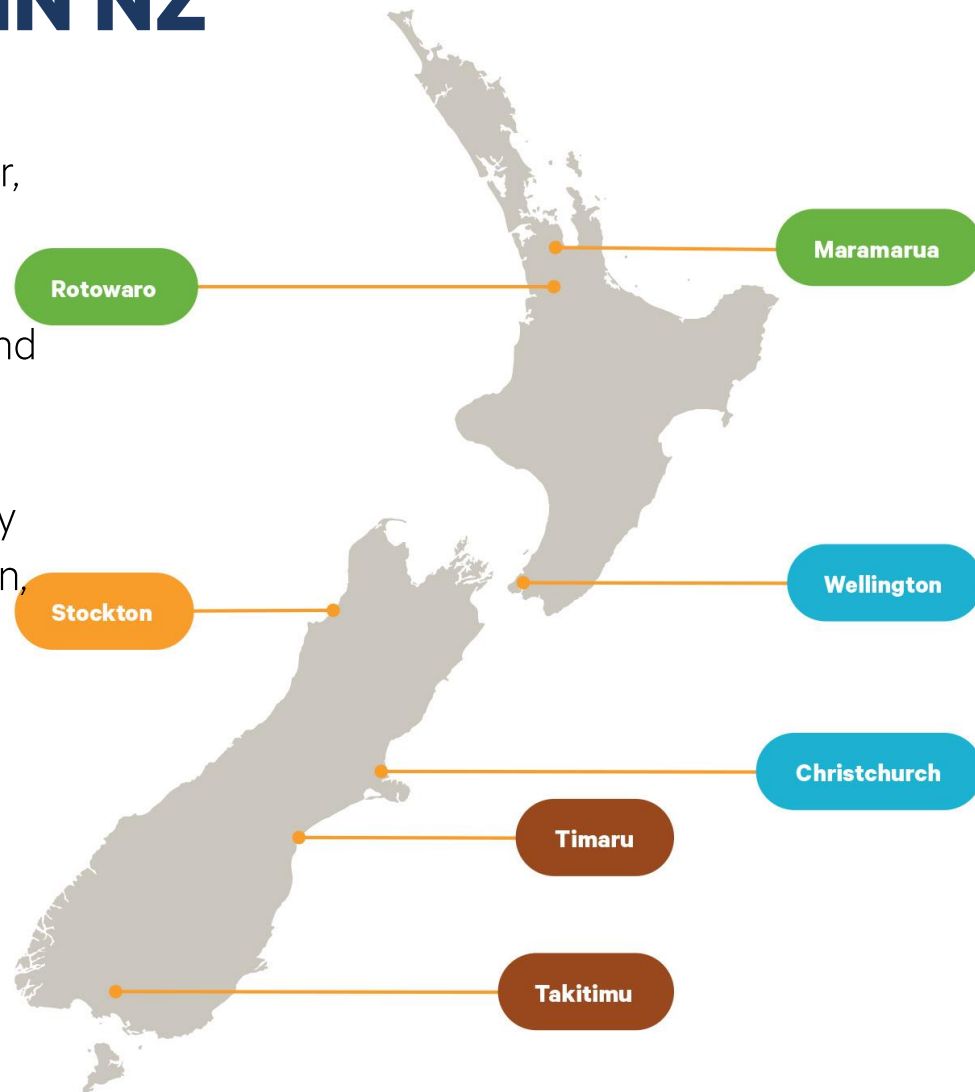 IN NZ
r,
Maramarua
Rotowaro
nd
y
n,
Stockton
Wellington
Christchurch
Timaru
Takitimu